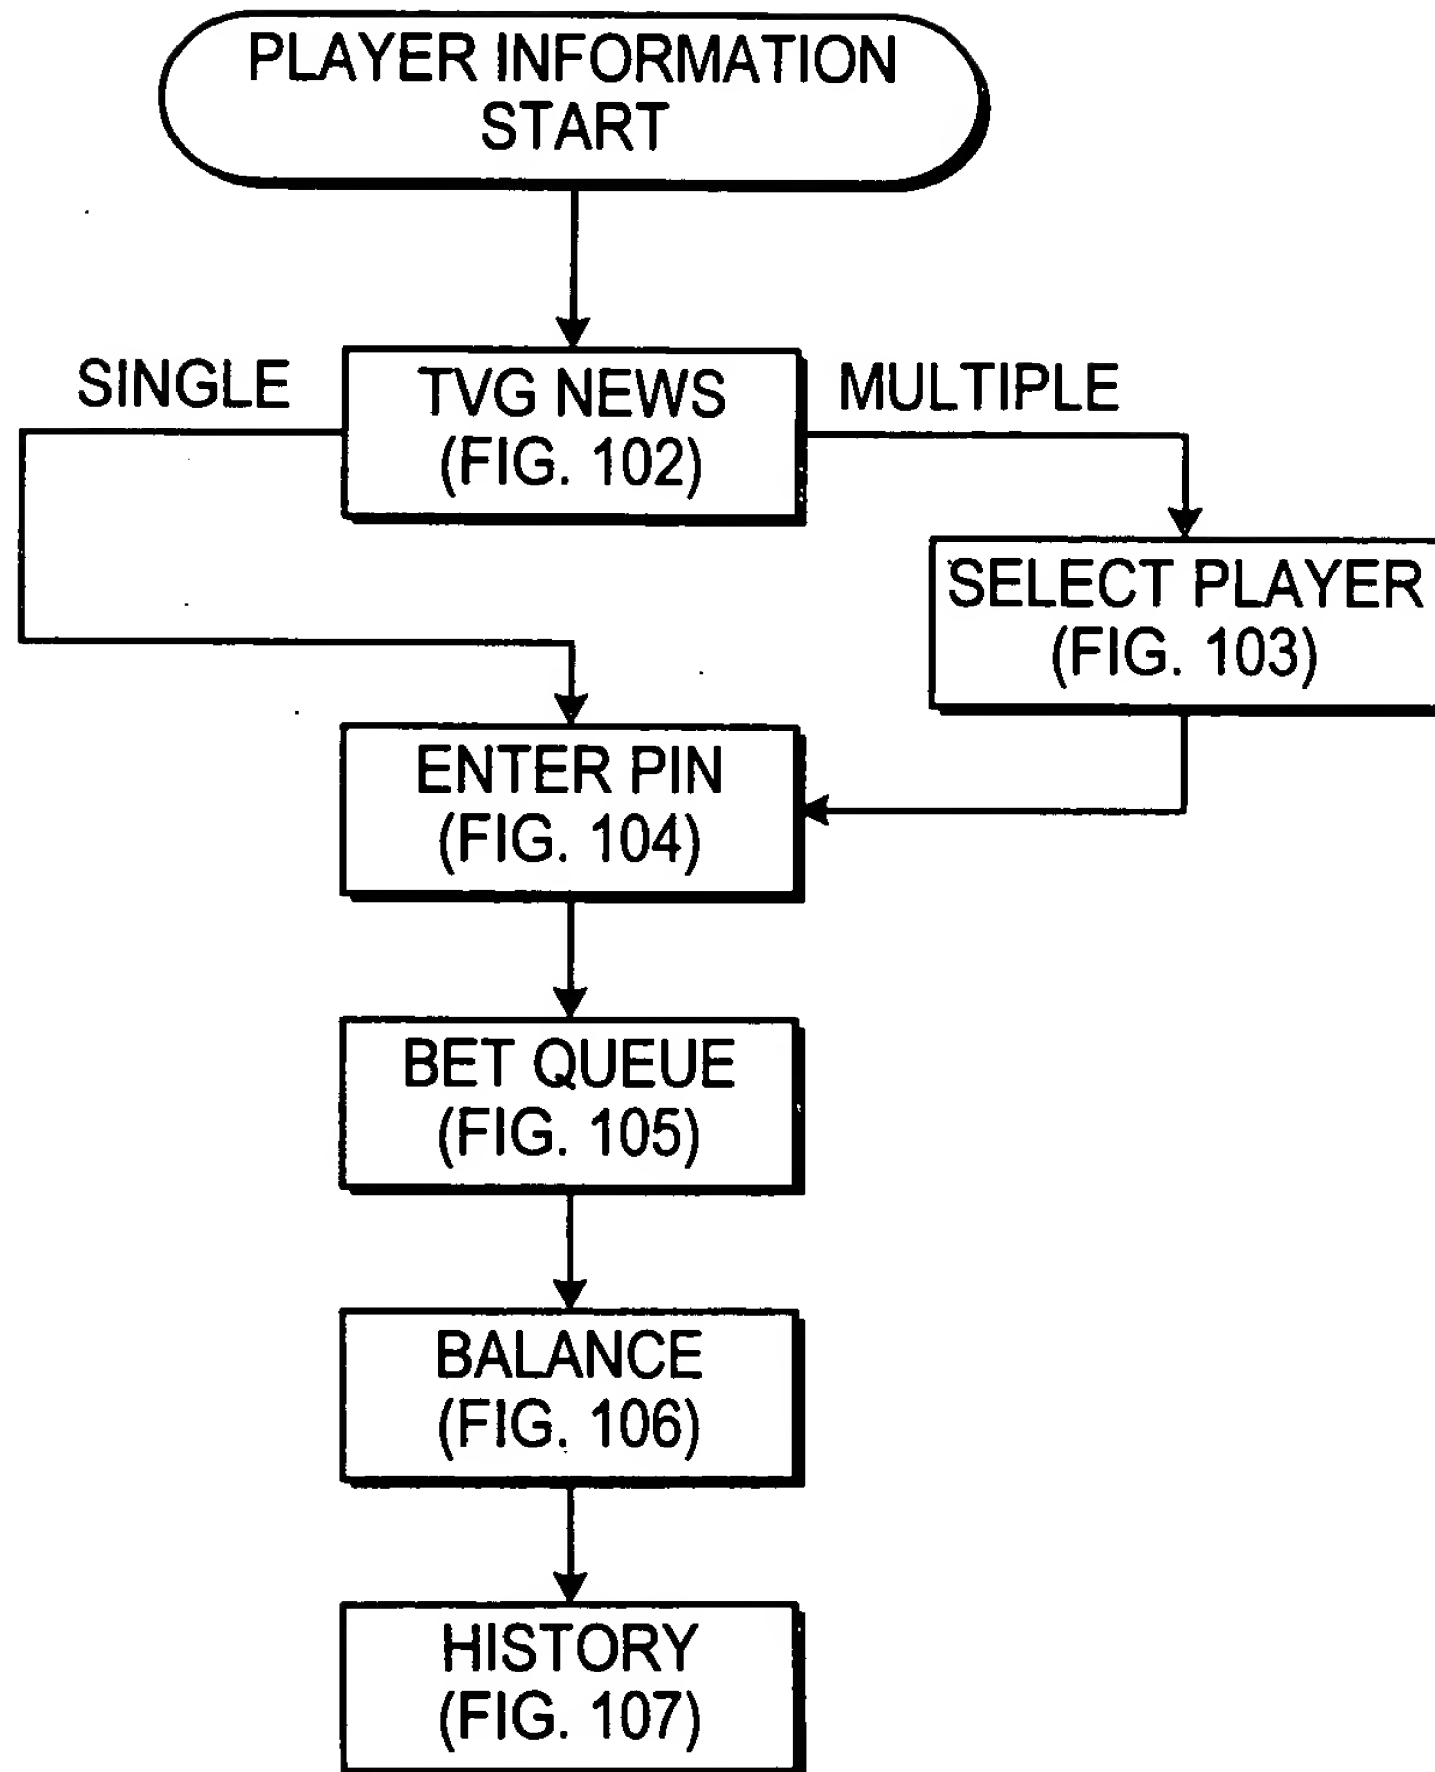 PLAYER INFORMATION
START
SINGLE
TVG NEWS
(FIG. 102)
MULTIPLE
SELECT PLAYER
(FIG. 103)
ENTER PIN
(FIG. 104)
BET QUEUE
(FIG. 105)
BALANCE
(FIG. 106)
HISTORY
(FIG. 107)